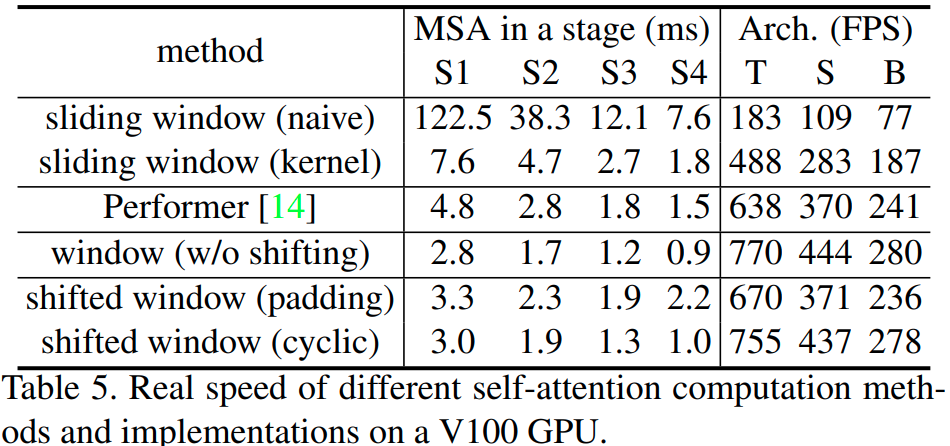 method MSA in a stage (ms) Arch. (FPS)
S1 S2 S3 S4 T S B
sliding window (naive) 122.5 38.3 12.1 7.6 183 109 77
sliding window (kernel) 7.6 4.7 2.7 1.8 488 283 187
Performer [14] 4.8 2.8 1.8 1.5 638 370 241
window (w/o shifting) 2.8 1.7 1.2 0.9 770 444 280
shifted window (padding) 3.3 2.3 1.9 2.2 670 371 236
shifted window (cyclic) 3.0 1.9 1.3 1.0 755 437 278
Table 5. Real speed of different self-attention computation meth-
ods and implementations on a V100 GPU.